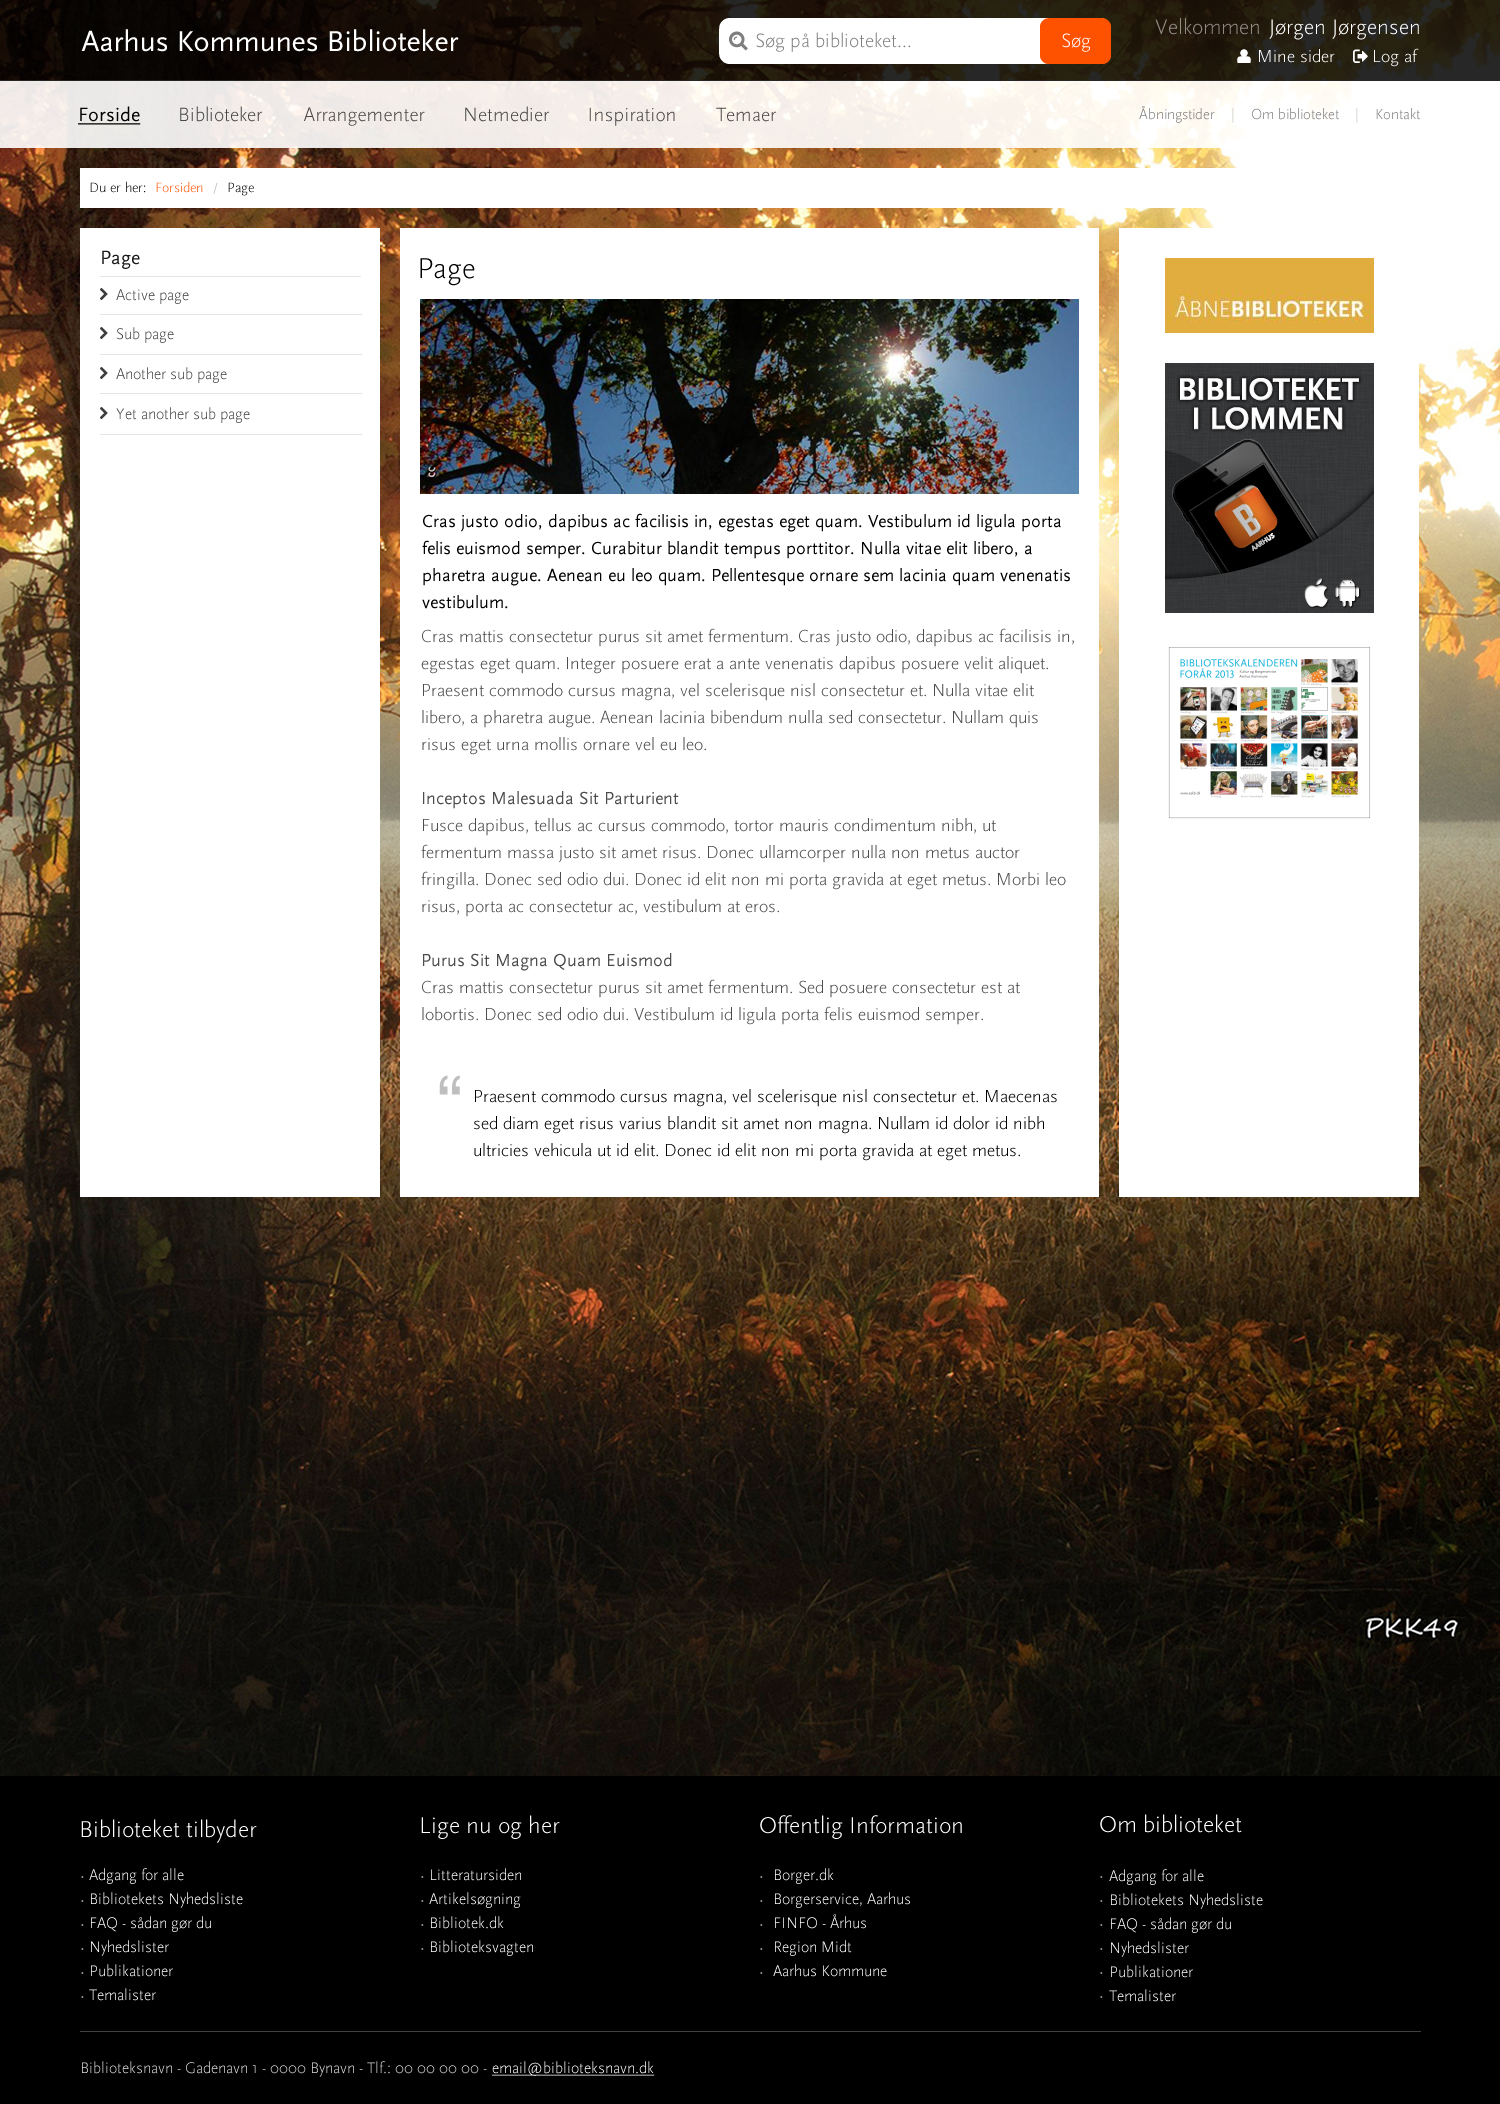 Aarhus Kommunes Biblioteker
Søg på biblioteket...
Søg
Velkommen Jørgen Jørgensen
Mine sider
Log af
Forside
Biblioteker
Arrangementer
Netmedier
Inspiration
Temaer
Åbningstider | Om biblioteket | Kontakt
Du er her: Forsiden / Page
Page
Active page
Sub page
Another sub page
Yet another sub page
Page
cc
Cras justo odio, dapibus ac facilisis in, egestas eget quam. Vestibulum id ligula porta
felis euismod semper. Curabitur blandit tempus porttitor. Nulla vitae elit libero, a
pharetra augue. Aenean eu leo quam. Pellentesque ornare sem lacinia quam venenatis
vestibulum.
Cras mattis consectetur purus sit amet fermentum. Cras justo odio, dapibus ac facilisis in,
egestas eget quam. Integer posuere erat a ante venenatis dapibus posuere velit aliquet.
Praesent commodo cursus magna, vel scelerisque nisl consectetur et. Nulla vitae elit
libero, a pharetra augue. Aenean lacinia bibendum nulla sed consectetur. Nullam quis
risus eget urna mollis ornare vel eu leo.
Inceptos Malesuada Sit Parturient
Fusce dapibus, tellus ac cursus commodo, tortor mauris condimentum nibh, ut
fermentum massa justo sit amet risus. Donec ullamcorper nulla non metus auctor
fringilla. Donec sed odio dui. Donec id elit non mi porta gravida at eget metus. Morbi leo
risus, porta ac consectetur ac, vestibulum at eros.
Purus Sit Magna Quam Euismod
Cras mattis consectetur purus sit amet fermentum. Sed posuere consectetur est at
lobortis. Donec sed odio dui. Vestibulum id ligula porta felis euismod semper.
“
Praesent commodo cursus magna, vel scelerisque nisl consectetur et. Maecenas
sed diam eget risus varius blandit sit amet non magna. Nullam id dolor id nibh
ultricies vehicula ut id elit. Donec id elit non mi porta gravida at eget metus.
ÅBNEBIBLIOTEKER
BIBLIOTEKET
I LOMMEN
B
AARHUS
BIBLIOTEKSKALENDEREN
FORÅR 2013
PKK49
Biblioteket tilbyder
· Adgang for alle
· Bibliotekets Nyhedsliste
· FAQ - sådan gør du
· Nyhedslister
· Publikationer
· Temalister
Lige nu og her
· Litteratursiden
· Artikelsøgning
· Bibliotek.dk
· Biblioteksvagten
Offentlig Information
· Borger.dk
· Borgerservice, Aarhus
· FINFO - Århus
· Region Midt
· Aarhus Kommune
Om biblioteket
· Adgang for alle
· Bibliotekets Nyhedsliste
· FAQ - sådan gør du
· Nyhedslister
· Publikationer
· Temalister
Biblioteksnavn - Gadenavn 1 - 0000 Bynavn - Tlf.: 00 00 00 00 - email@biblioteksnavn.dk